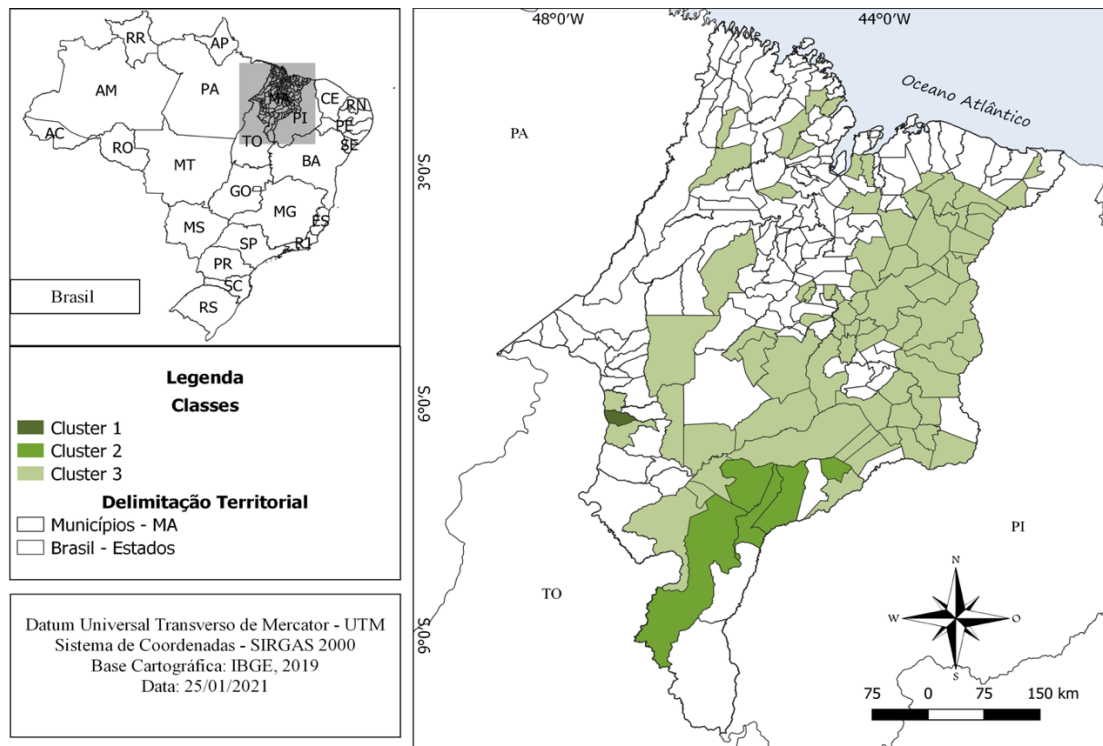 RR
AP
AM
PA
MA
CE
RN
PI
PE
SE
AC
RO
TO
MT
BA
GO
MG
ES
MS
SP
RJ
PR
SC
RS
Brasil
Legenda
Classes
Cluster 1
Cluster 2
Cluster 3
Delimitação Territorial
Municípios - MA
Brasil - Estados
Datum Universal Transverso de Mercator - UTM
Sistema de Coordenadas - SIRGAS 2000
Base Cartográfica: IBGE, 2019
Data: 25/01/2021
48°0'0
44°0'0
Oceano Atlântico
PA
3°0'S
6°0'S
9°0'S
PI
TO
N
W
O
S
75 0 75 150 km